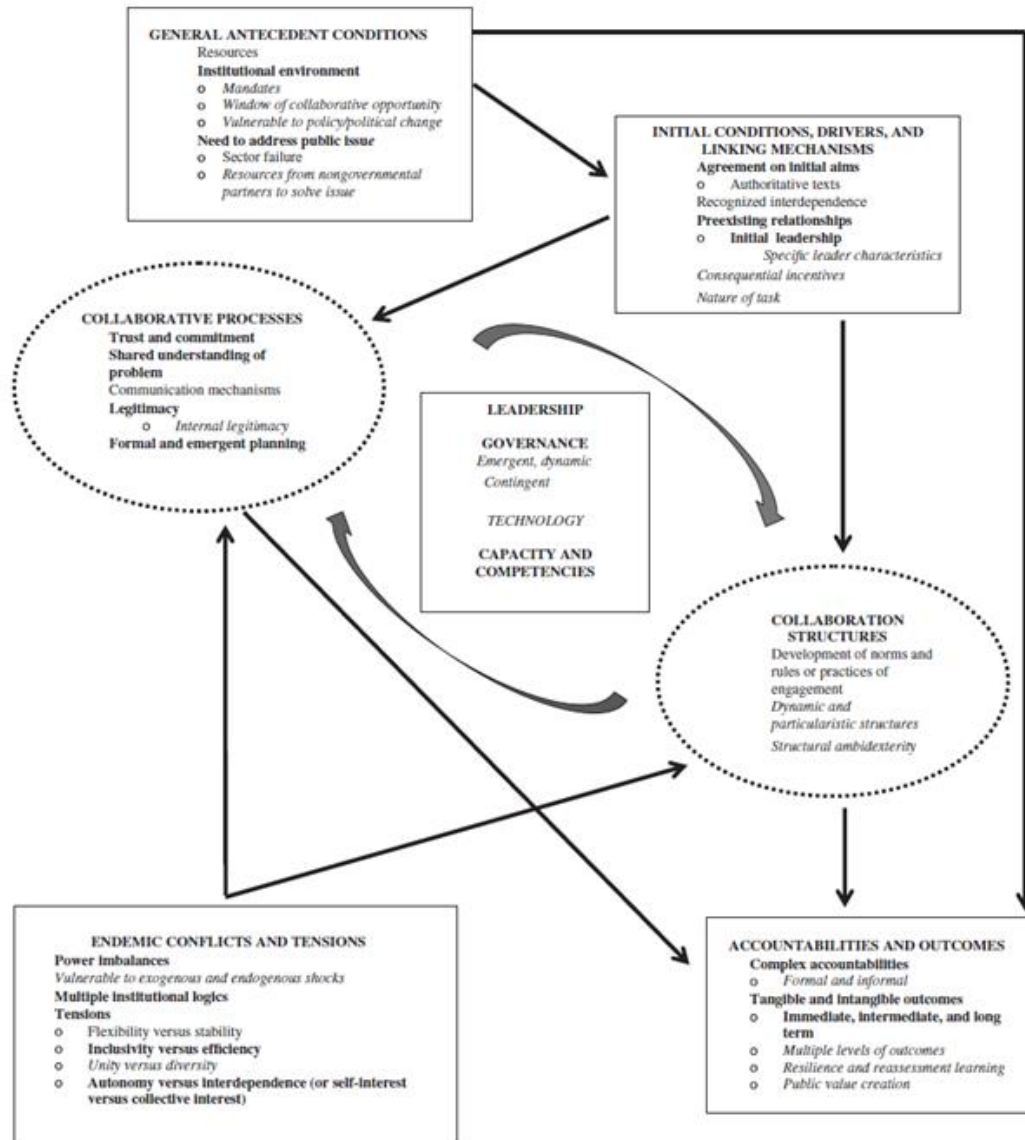 GENERAL ANTECEDENT CONDITIONS
Resources
Institutional environment
o Mandates
o Window of collaborative opportunity
o Vulnerable to policy/political change
Need to address public issue
o Sector failure
o Resources from nongovernmental
partners to solve issue
INITIAL CONDITIONS, DRIVERS, AND
LINKING MECHANISMS
Agreement on initial aims
o Authoritative texts
Recognized interdependence
Preexisting relationships
o Initial leadership
Specific leader characteristics
Consequential incentives
Nature of task
COLLABORATIVE PROCESSES
Trust and commitment
Shared understanding of
problem
Communication mechanisms
Legitimacy
o Internal legitimacy
Formal and emergent planning
LEADERSHIP
GOVERNANCE
Emergent, dynamic
Contingent
TECHNOLOGY
CAPACITY AND
COMPETENCIES
COLLABORATION
STRUCTURES
Development of norms and
rules or practices of
engagement
Dynamic and
particularistic structures
Structural ambidexterity
ENDEMIC CONFLICTS AND TENSIONS
Power imbalances
Vulnerable to exogenous and endogenous shocks
Multiple institutional logics
Tensions
o Flexibility versus stability
o Inclusivity versus efficiency
o Unity versus diversity
o Autonomy versus interdependence (or self-interest
versus collective interest)
ACCOUNTABILITIES AND OUTCOMES
Complex accountabilities
o Formal and informal
Tangible and intangible outcomes
o Immediate, intermediate, and long
term
o Multiple levels of outcomes
o Resilience and reassessment learning
o Public value creation